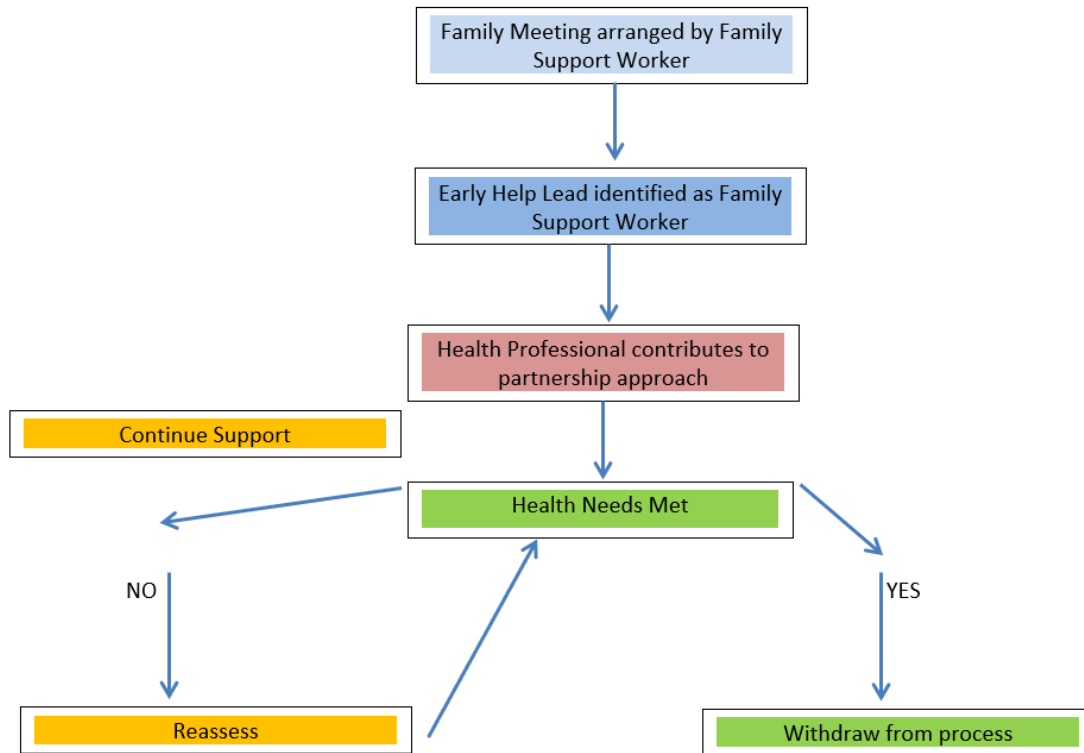 Family Meeting arranged by Family
Support Worker
Early Help Lead identified as Family
Support Worker
Health Professional contributes to
partnership approach
Continue Support
Health Needs Met
NO
YES
Reassess
Withdraw from process